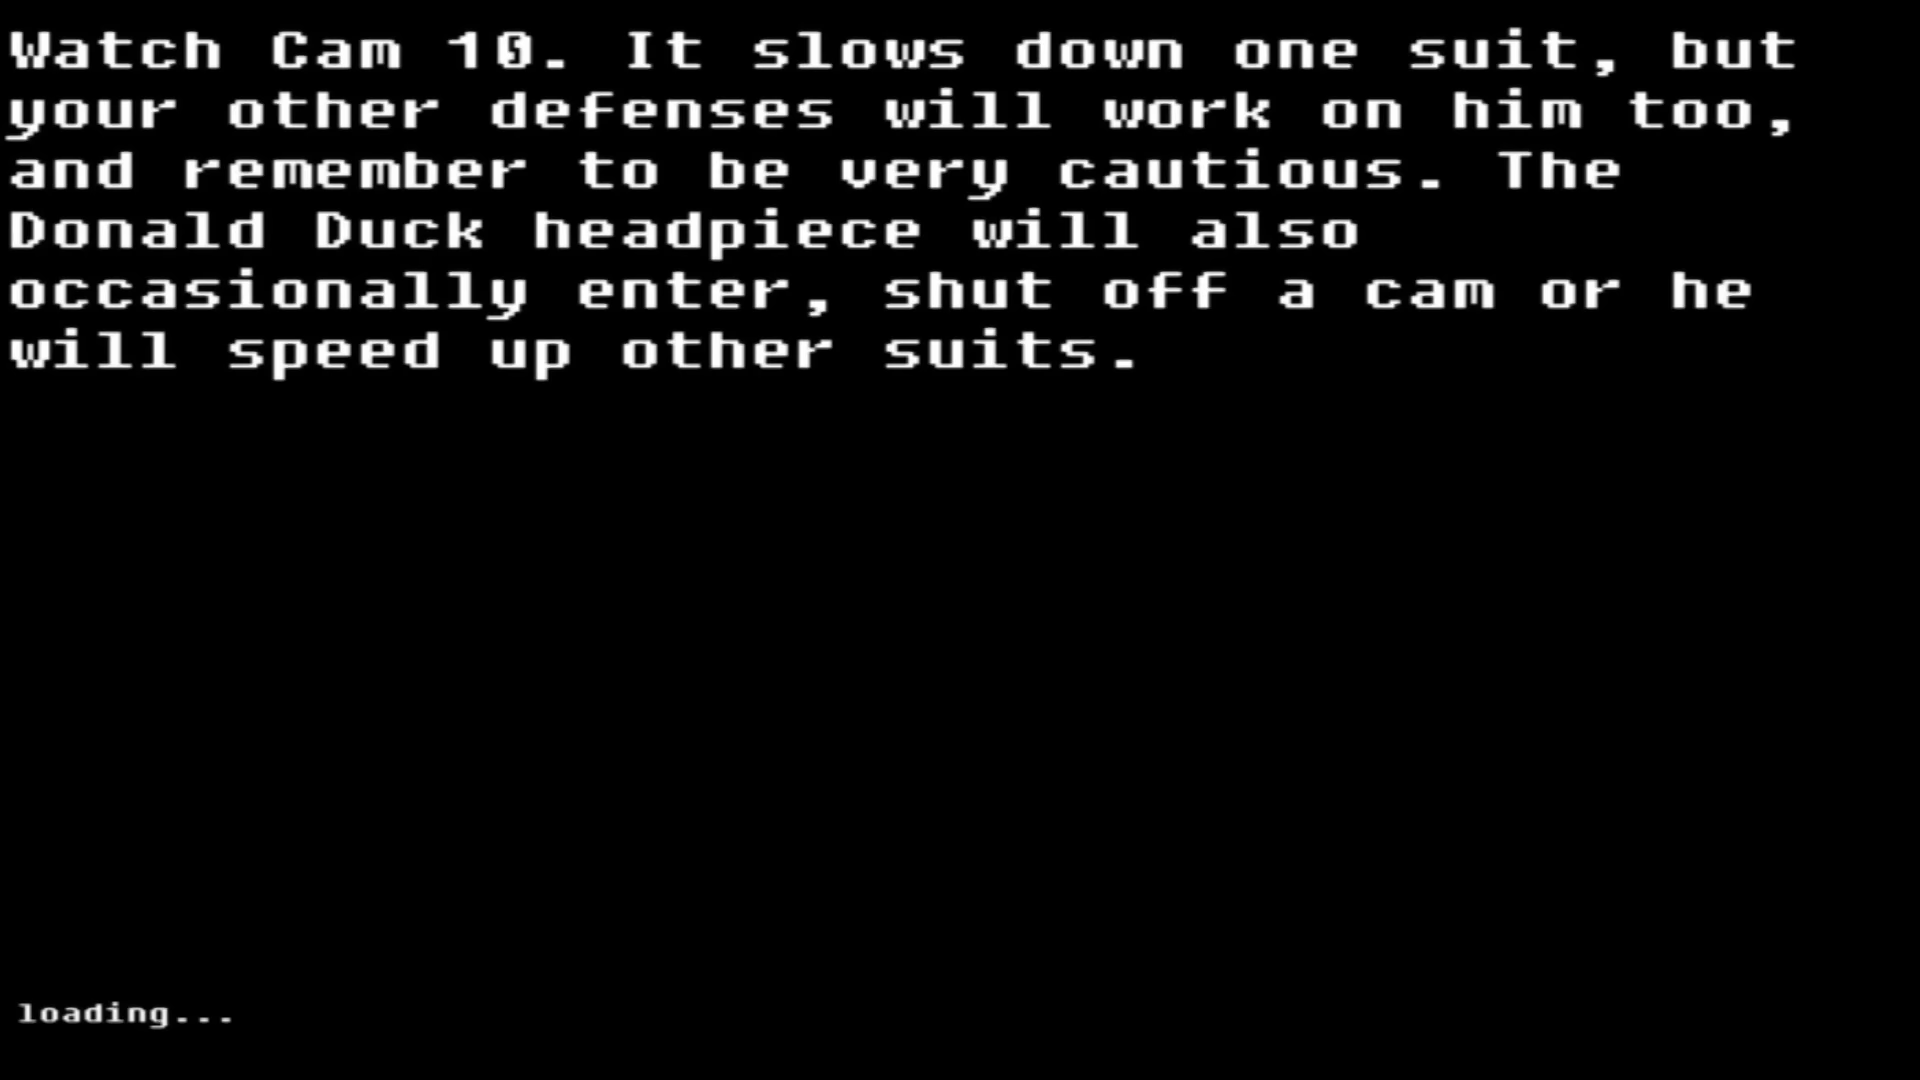 Watch Cam 10. It slows down one suit, but
your other defenses will work on him too,
and remember to be very cautious. The
Donald Duck headpiece will also
occasionally enter, shut off a cam or he
will speed up other suits.
loading...